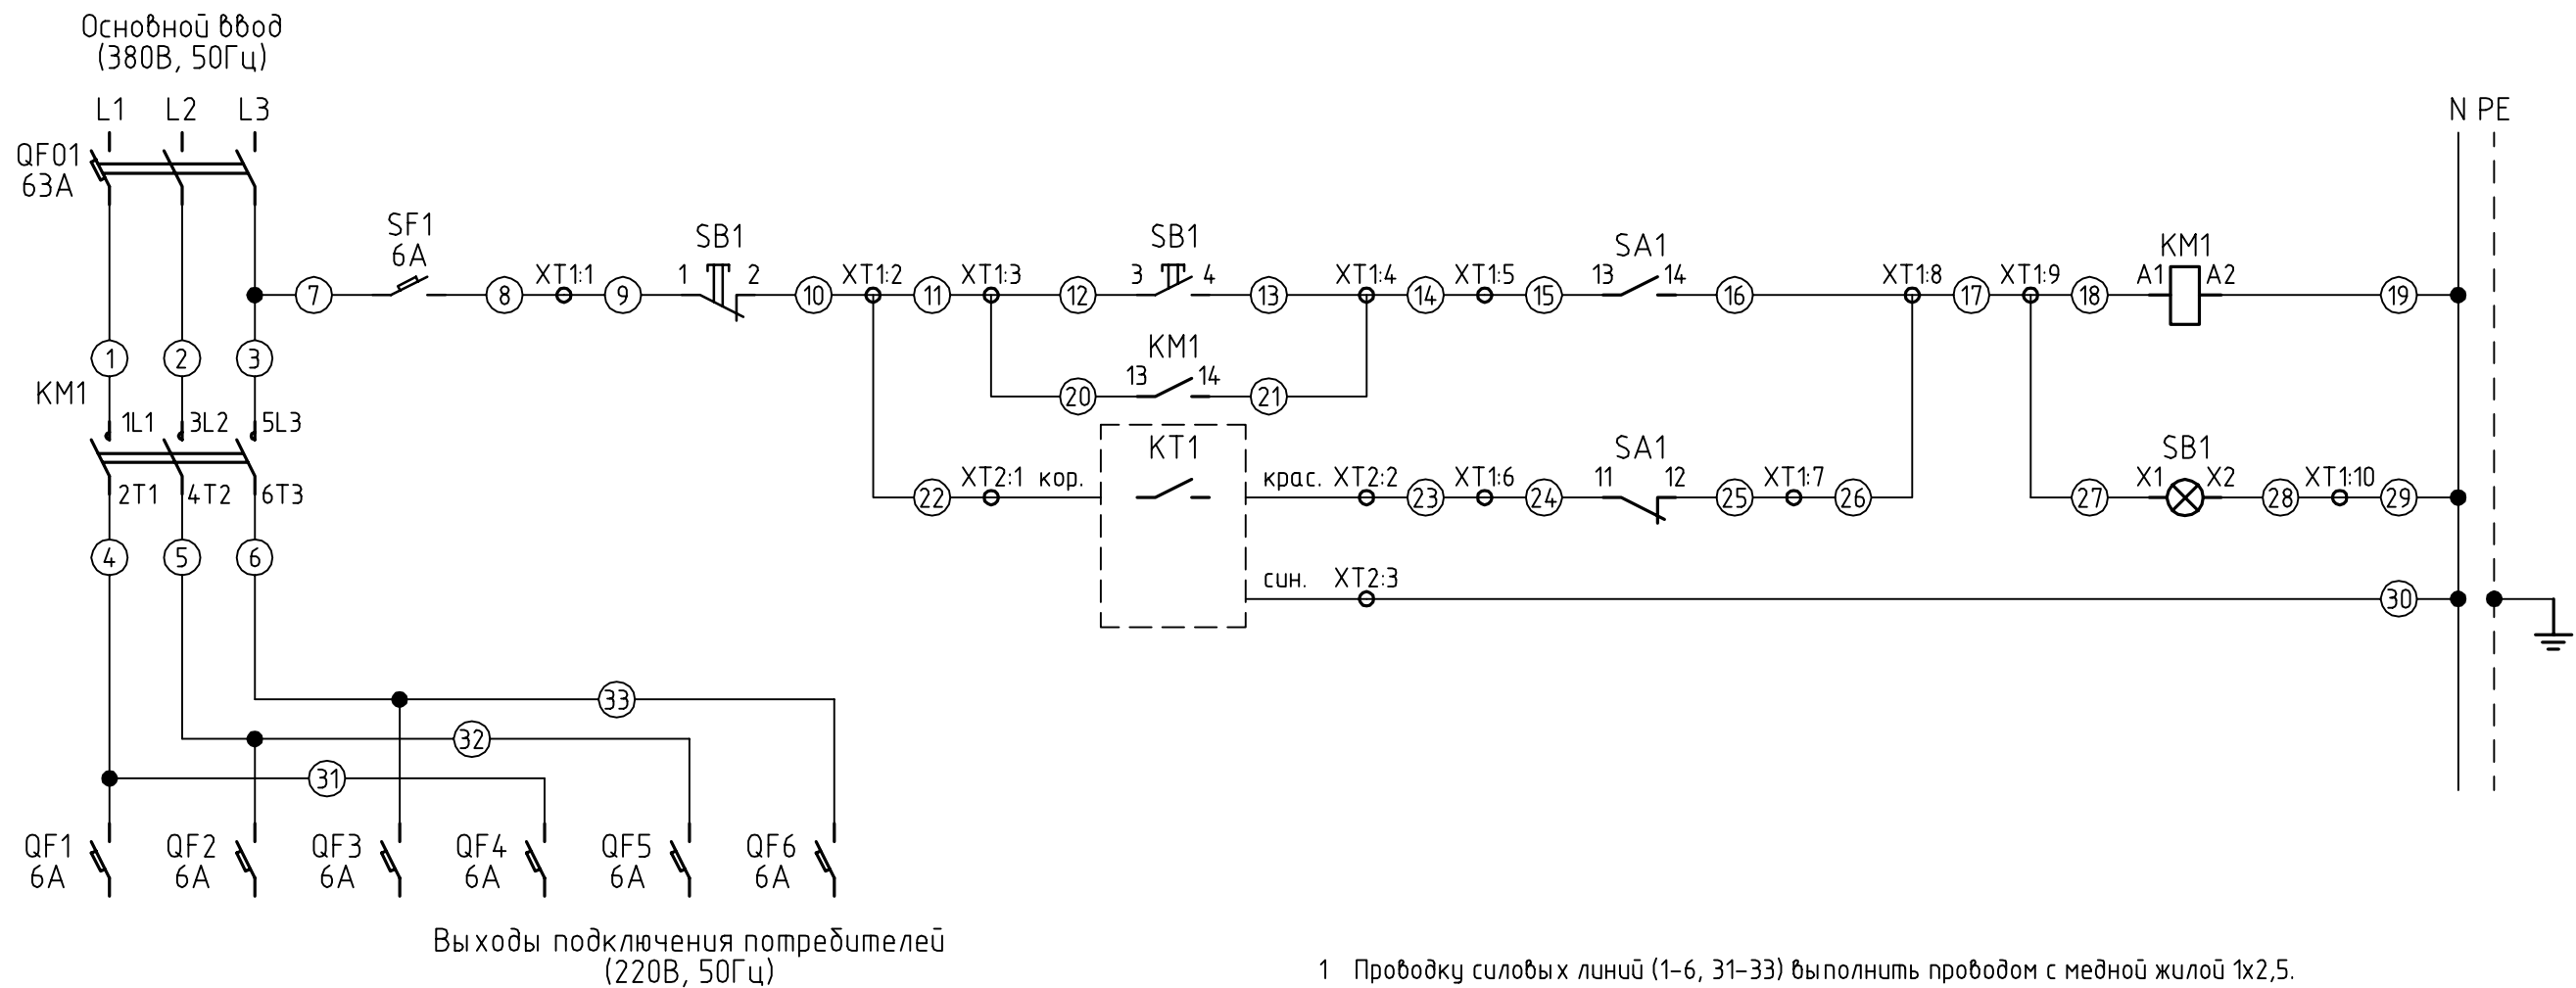 Основной ввод
(380В, 50Гц)
L1 L2 L3
N PE
QF01
63А
SF1
6А
SB1
SB1
SA1
KM1
7 8 XT1:1 9 1 2 10 XT1:2 11 XT1:3 12 3 4 13 XT1:4 14 XT1:5 15 13 14 16 XT1:8 17 XT1:9 18 A1 A2 19
1 2 3
KM1
KM1
20 13 14 21
1L1 3L2 5L3
2T1 4T2 6T3
KT1
SA1
SB1
22 XT2:1 кор. крас. XT2:2 23 XT1:6 24 11 12 25 XT1:7 26 27 X1 X2 28 XT1:10 29
4 5 6
син. XT2:3 30
33
32
31
QF1 QF2 QF3 QF4 QF5 QF6
6А 6А 6А 6А 6А 6А
Выходы подключения потребителей
(220В, 50Гц)
1 Проводку силовых линий (1-6, 31-33) выполнить проводом с медной жилой 1х2,5.